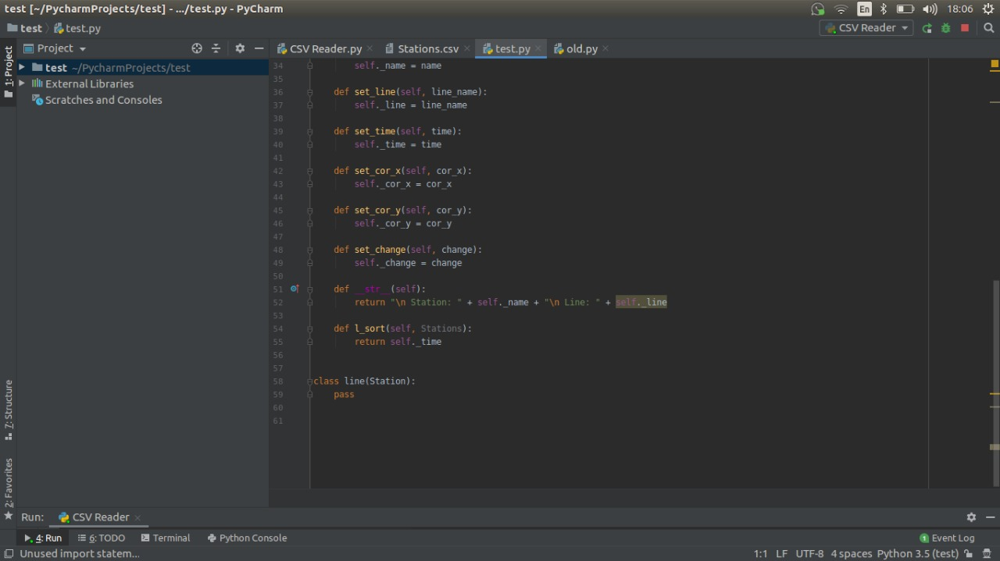 test [~/PycharmProjects/test] - .../test.py - PyCharm
En
18:06
test
test.py
CSV Reader
1: Project
Project
CSV Reader.py
Stations.csv
test.py
old.py
test ~/PycharmProjects/test
External Libraries
Scratches and Consoles
34 self._name = name
35
36 def set_line(self, line_name):
37 self._line = line_name
38
39 def set_time(self, time):
40 self._time = time
41
42 def set_cor_x(self, cor_x):
43 self._cor_x = cor_x
44
45 def set_cor_y(self, cor_y):
46 self._cor_y = cor_y
47
48 def set_change(self, change):
49 self._change = change
50
51 def __str__(self):
52 return "\n Station: " + self._name + "\n Line: " + self._line
53
54 def l_sort(self, Stations):
55 return self._time
56
57
58 class line(Station):
59 pass
60
61
7: Structure
2: Favorites
Run: CSV Reader
4: Run
6: TODO
Terminal
Python Console
1 Event Log
Unused import statem...
1:1 LF UTF-8 4 spaces Python 3.5 (test)